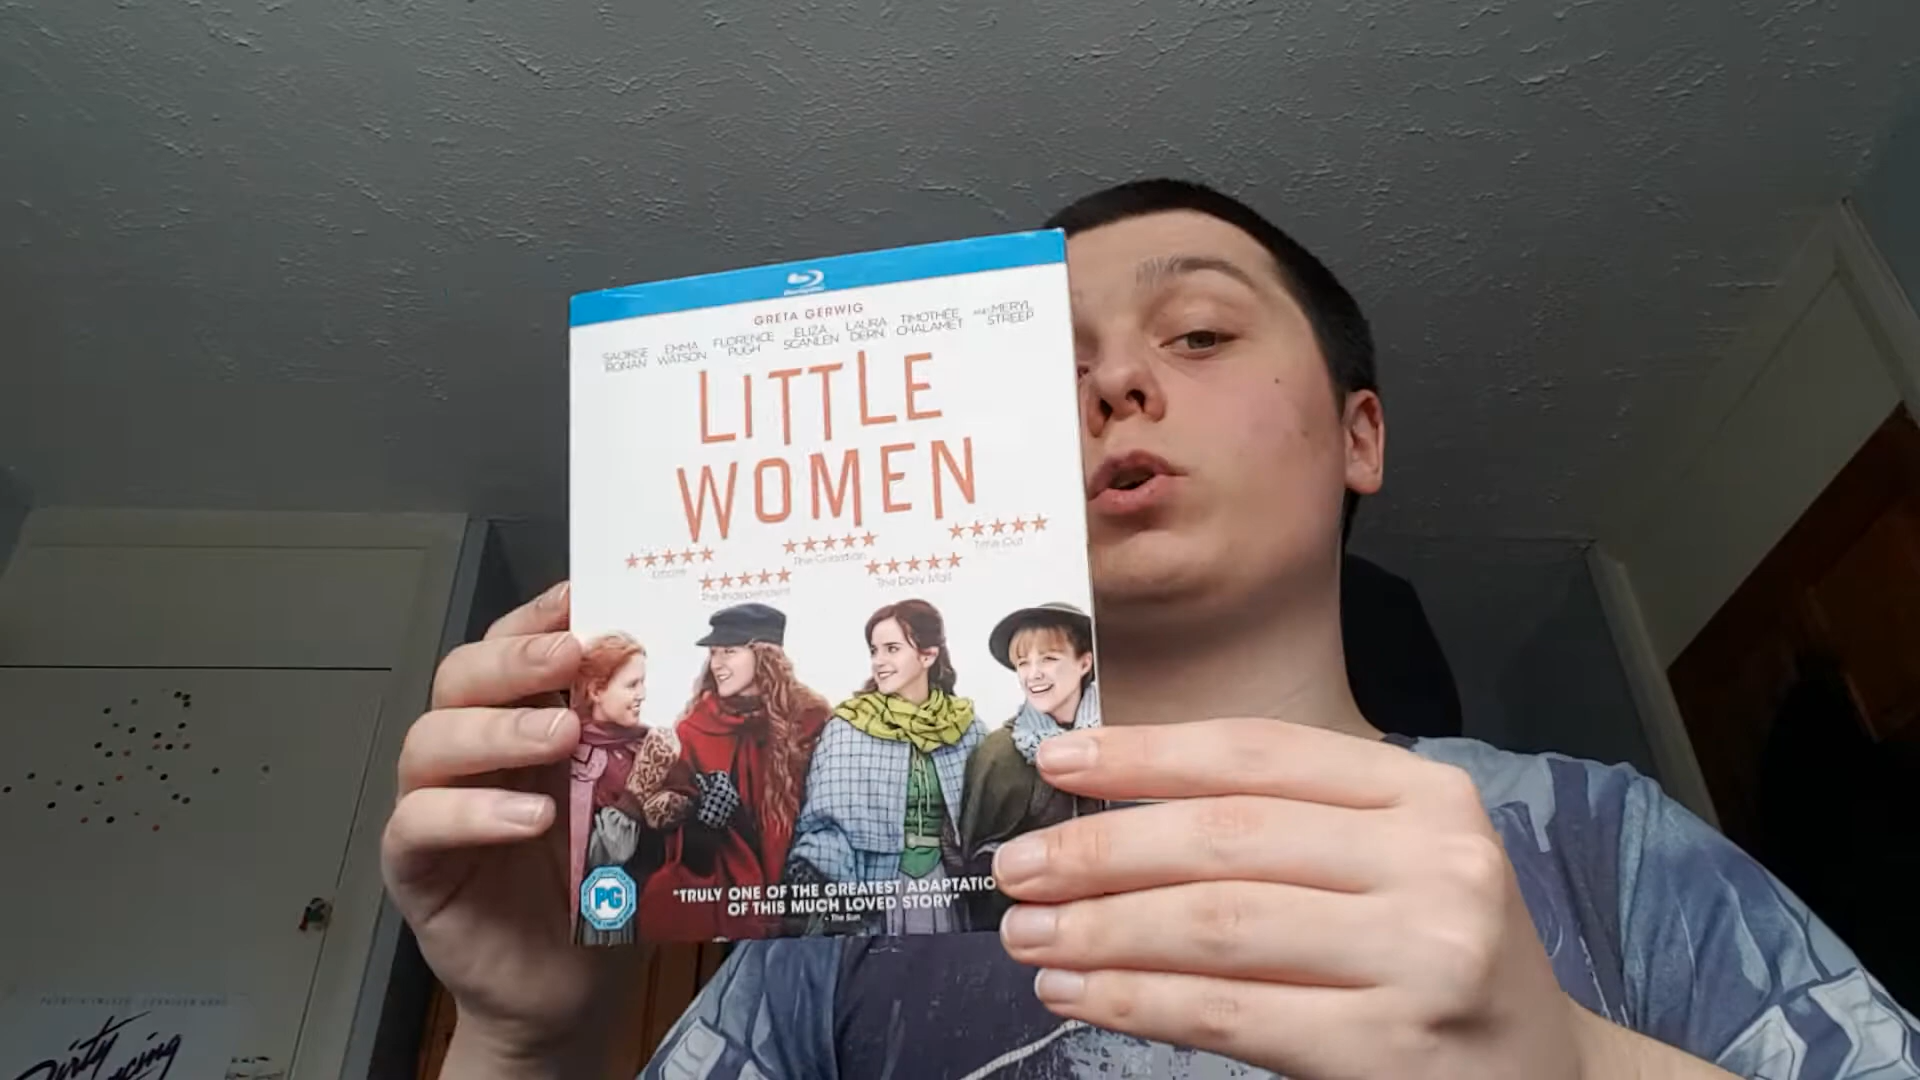 GRETA GERWIG
SAOIRSE RONAN EMMA WATSON FLORENCE PUGH ELIZA SCANLEN LAURA DERN TIMOTHÉE CHALAMET AND MERYL STREEP
LITTLE
WOMEN
Empire
The Independent
The Guardian
The Daily Mail
Time Out
PG
"TRULY ONE OF THE GREATEST ADAPTATIO
OF THIS MUCH LOVED STORY"
- The Sun
Dirty